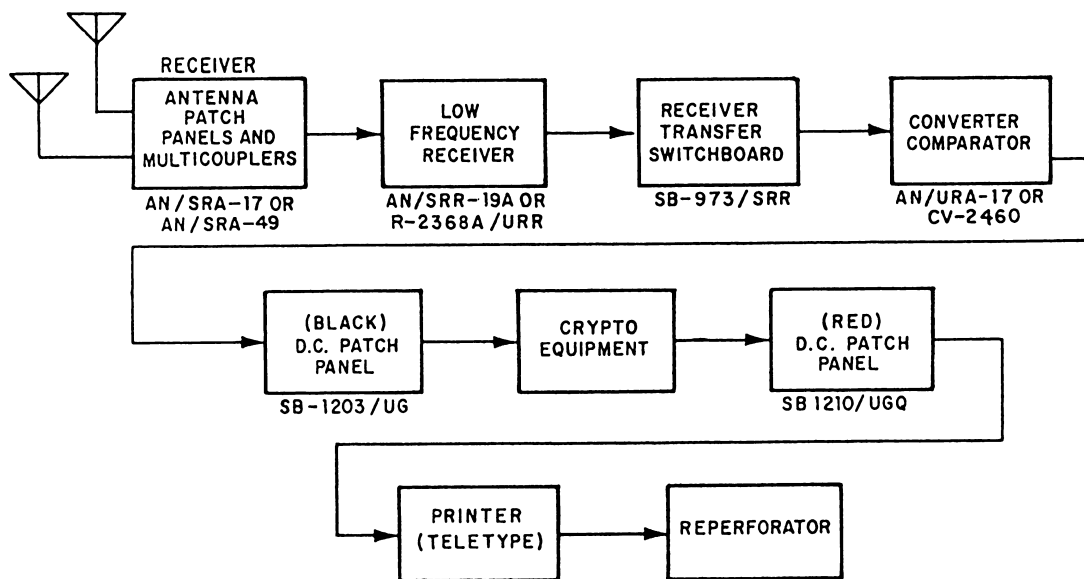 RECEIVER
ANTENNA
PATCH
PANELS AND
MULTICOUPLERS
AN/SRA-17 OR
AN/SRA-49
LOW
FREQUENCY
RECEIVER
AN/SRR-19A OR
R-2368A/URR
RECEIVER
TRANSFER
SWITCHBOARD
SB-973/SRR
CONVERTER
COMPARATOR
AN/URA-17 OR
CV-2460
(BLACK)
D.C. PATCH
PANEL
SB-1203/UG
CRYPTO
EQUIPMENT
(RED)
D.C. PATCH
PANEL
SB 1210/UGQ
PRINTER
(TELETYPE)
REPERFORATOR